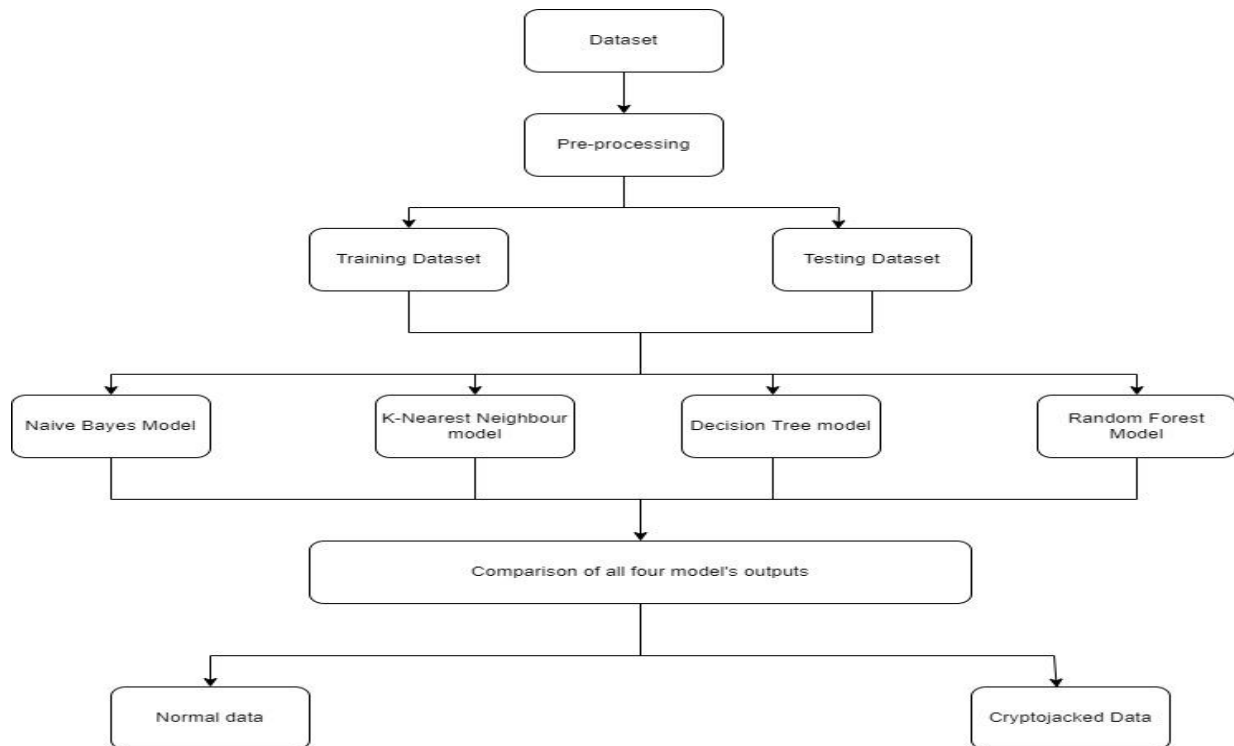 Dataset
Pre-processing
Training Dataset
Testing Dataset
Naive Bayes Model
K-Nearest Neighbour
model
Decision Tree model
Random Forest
Model
Comparison of all four model's outputs
Normal data
Cryptojacked Data